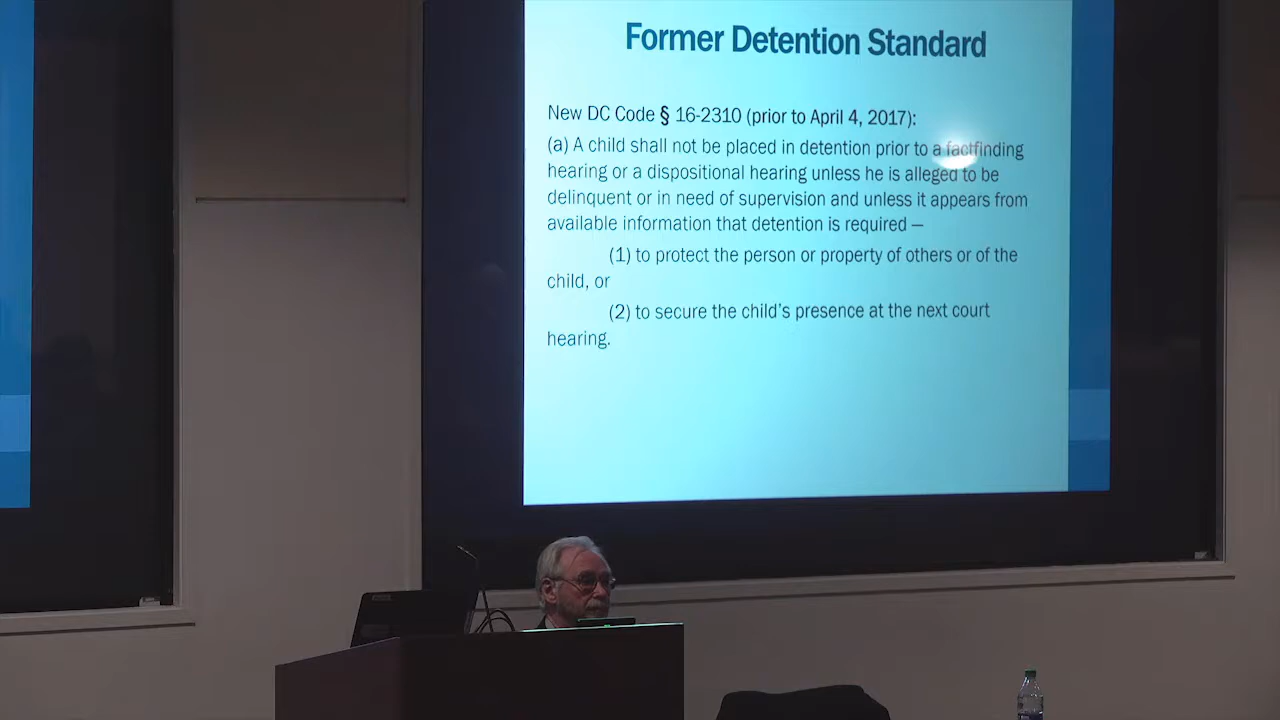 Former Detention Standard
New DC Code § 16-2310 (prior to April 4, 2017):
(a) A child shall not be placed in detention prior to a factfinding
hearing or a dispositional hearing unless he is alleged to be
delinquent or in need of supervision and unless it appears from
available information that detention is required —
(1) to protect the person or property of others or of the
child, or
(2) to secure the child's presence at the next court
hearing.